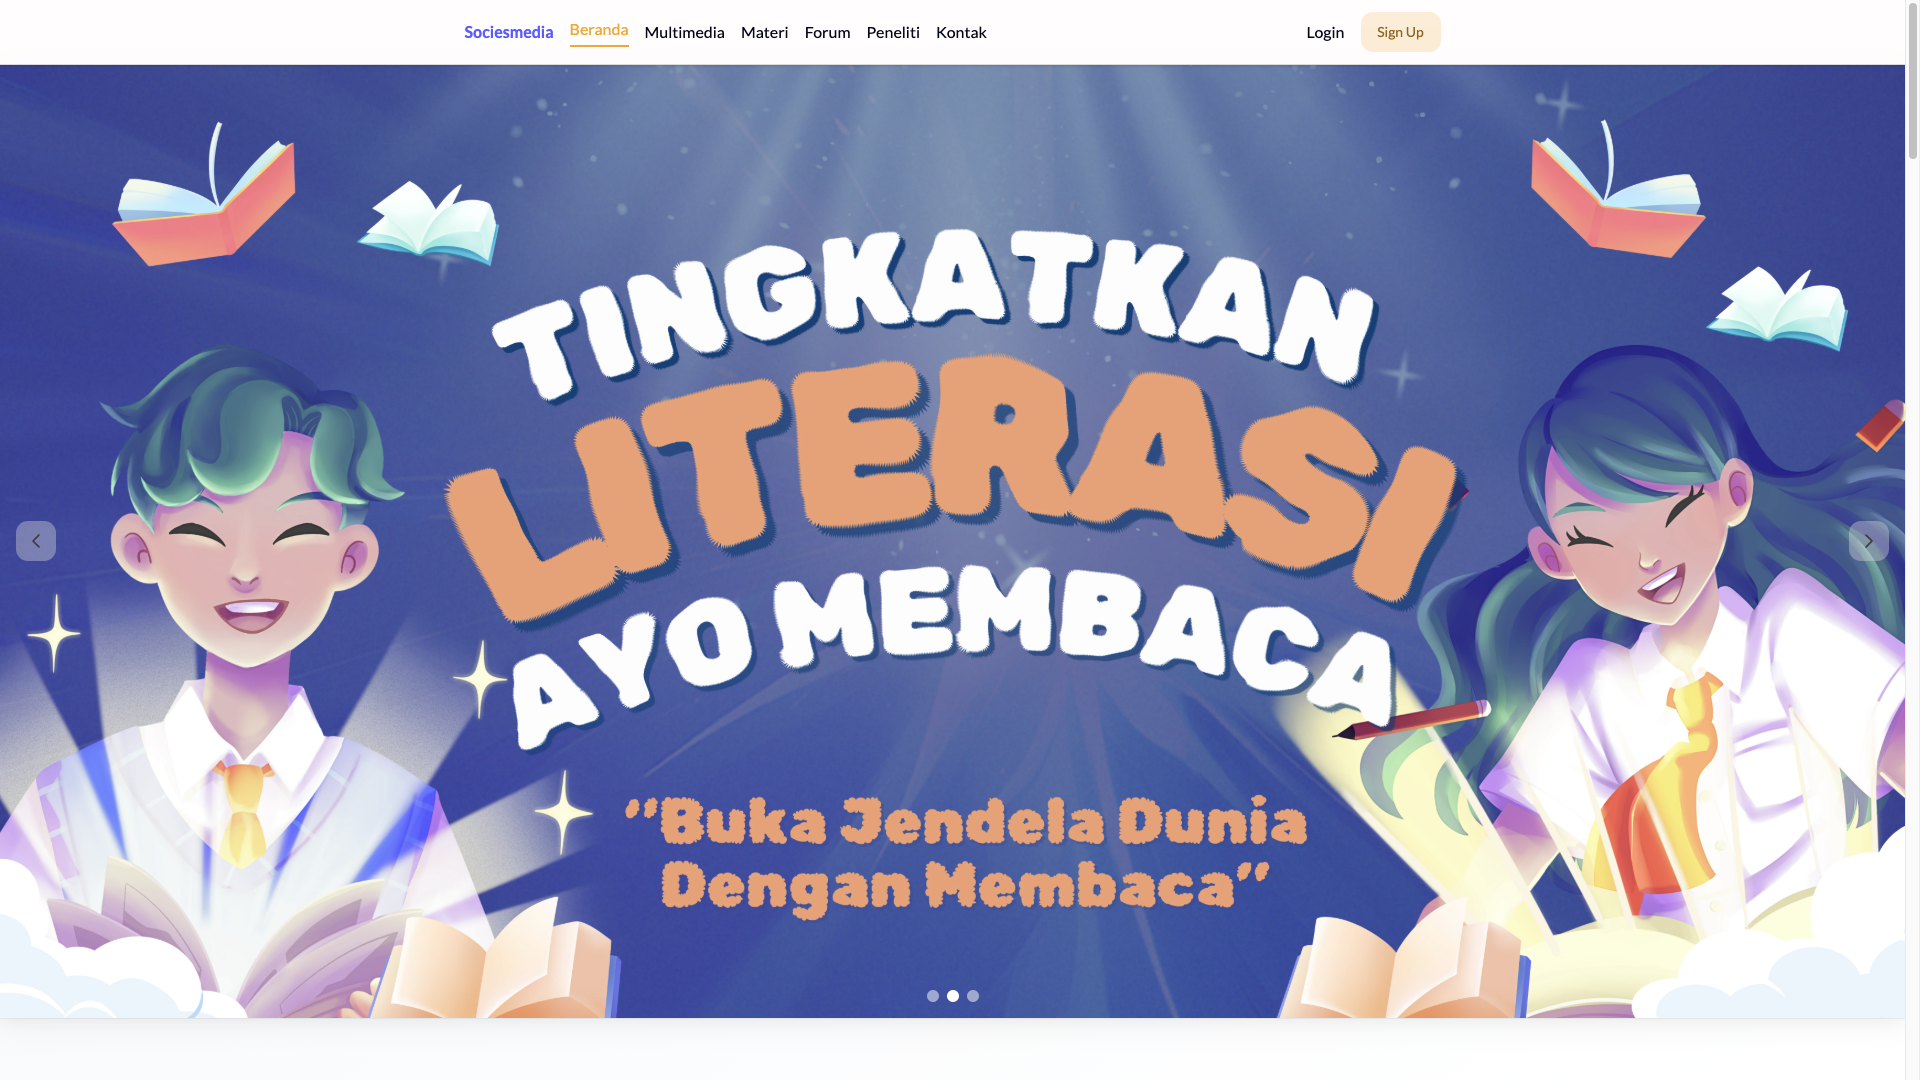 Sociesmedia Beranda Multimedia Materi Forum Peneliti Kontak Login Sign Up
TINGKATKAN
LITERASI
AYO MEMBACA
“Buka Jendela Dunia
Dengan Membaca”